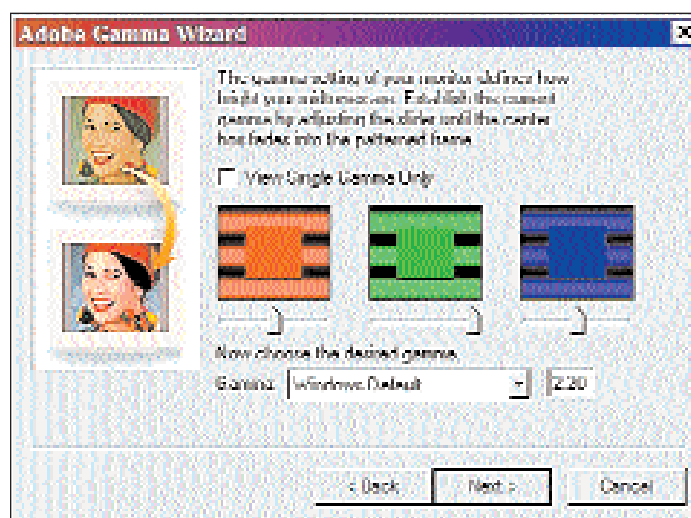 Adobe Gamma Wizard
The gamma setting of your monitor defines how
bright your midtones are. Establish the current
gamma by adjusting the slider until the center
box fades into the patterned frame.
View Single Gamma Only
Now choose the desired gamma.
Gamma: Windows Default 2.20
< Back Next > Cancel